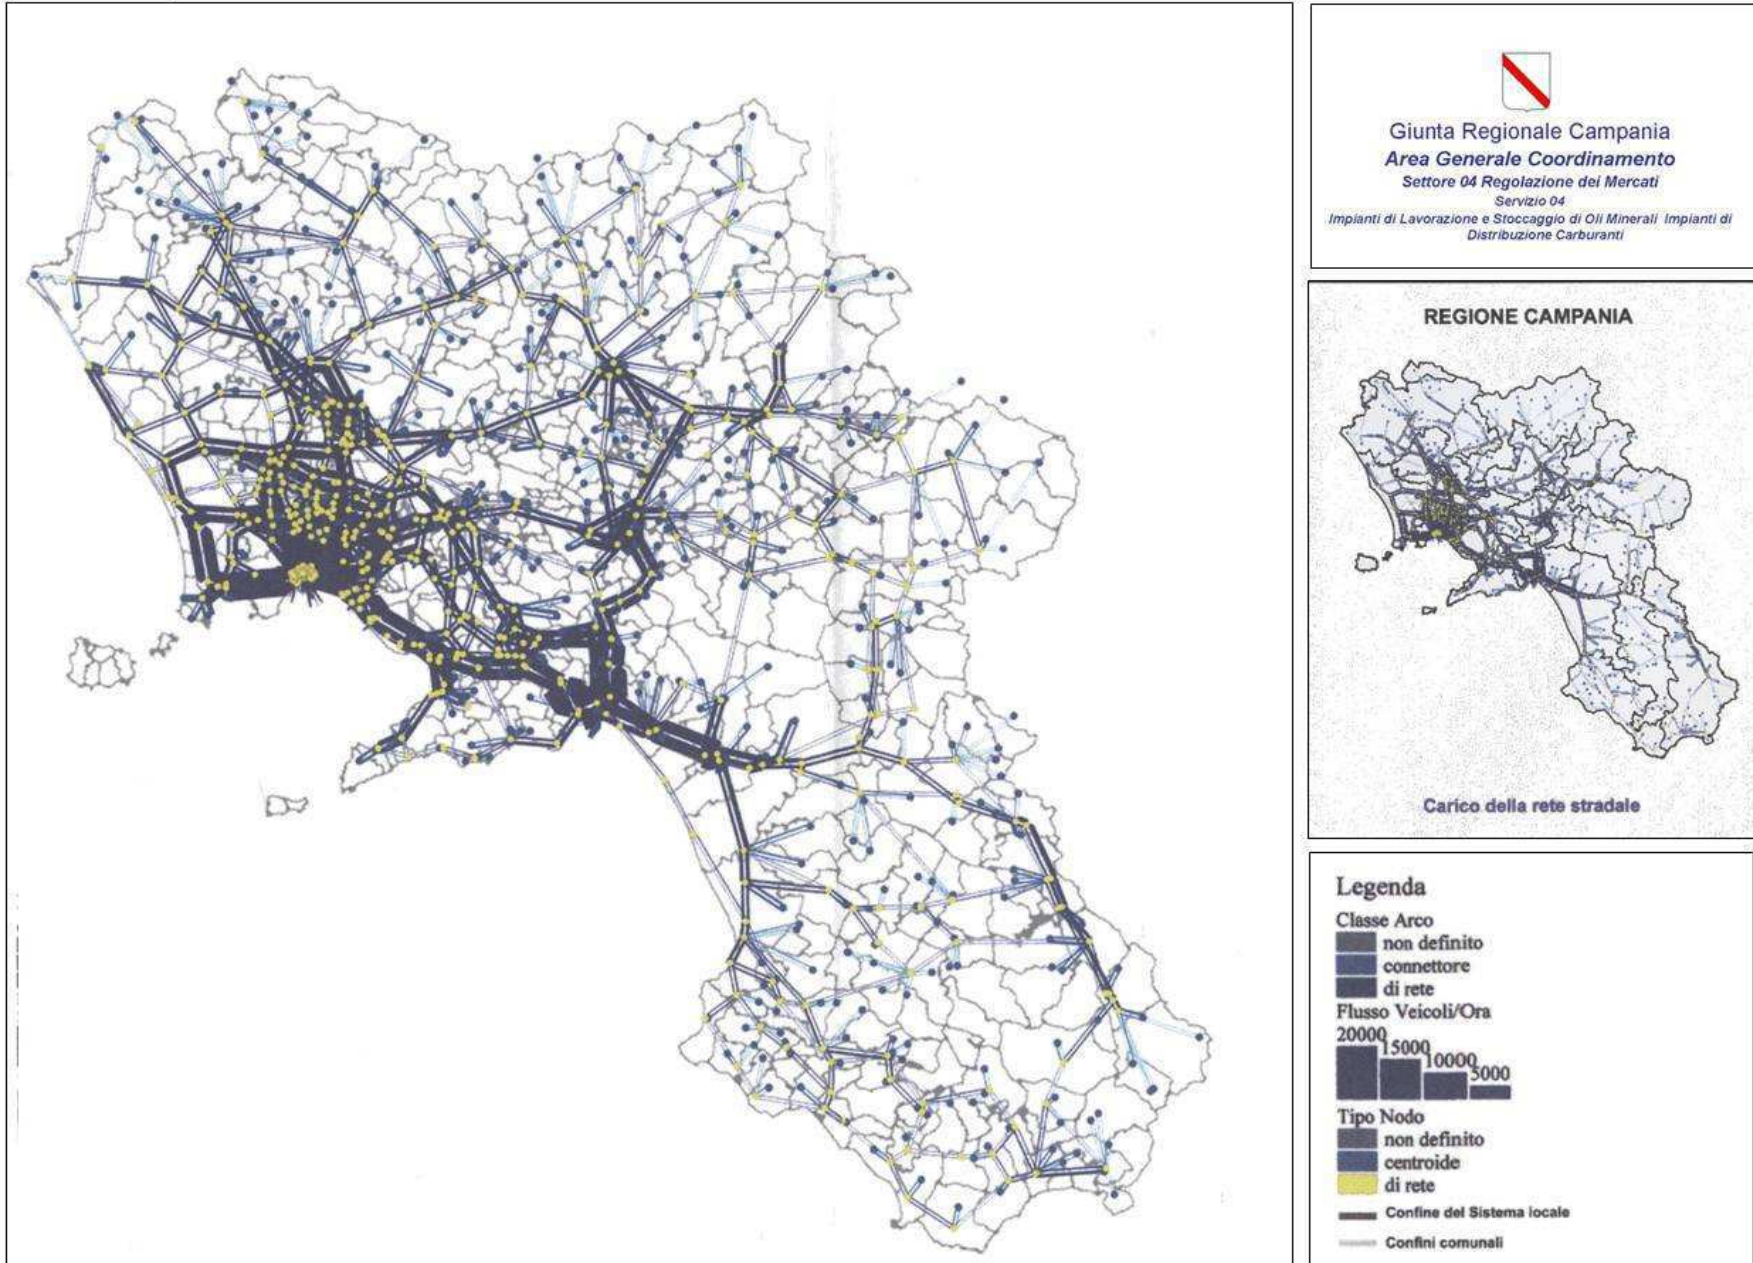 Giunta Regionale Campania
Area Generale Coordinamento
Settore 04 Regolazione dei Mercati
Servizio 04
Impianti di Lavorazione e Stoccaggio di Oli Minerali Impianti di
Distribuzione Carburanti
REGIONE CAMPANIA
Carico della rete stradale
Legenda
Classe Arco
non definito
connettore
di rete
Flusso Veicoli/Ora
20000 15000 10000 5000
Tipo Nodo
non definito
centroide
di rete
Confine del Sistema locale
Confini comunali